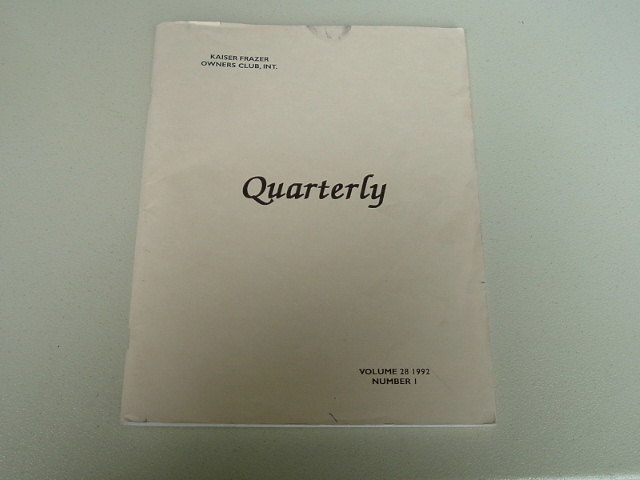 KAISER FRAZER
OWNERS CLUB, INT.
Quarterly
VOLUME 28 1992
NUMBER 1